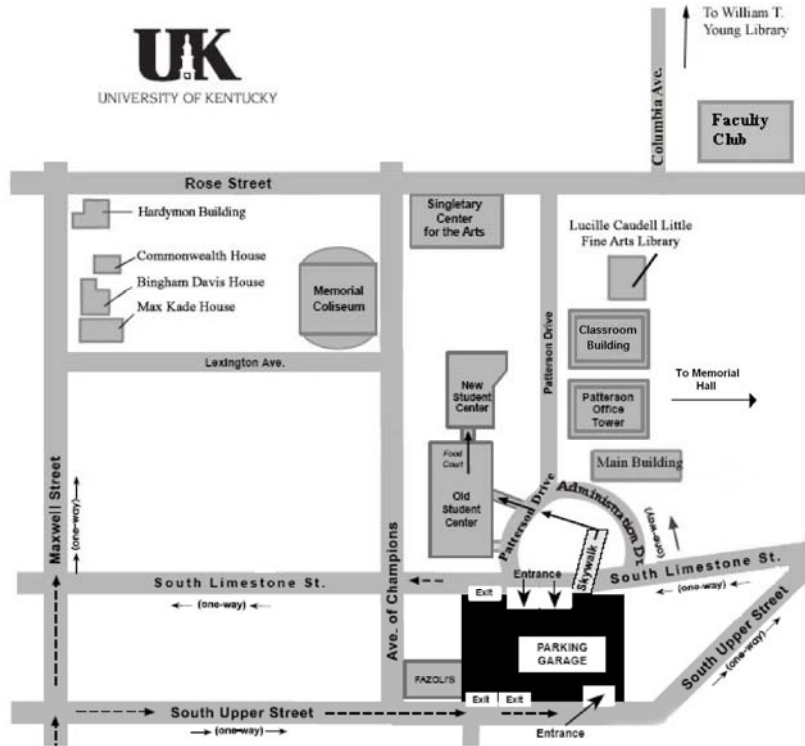 To William T.
Young Library
UK
UNIVERSITY OF KENTUCKY
Columbia Ave.
Faculty
Club
Rose Street
Hardymon Building
Singletary
Center
for the Arts
Lucille Caudell Little
Fine Arts Library
Commonwealth House
Bingham Davis House
Max Kade House
Memorial
Coliseum
Classroom
Building
Lexington Ave.
Patterson Drive
New
Student
Center
To Memorial
Hall
Patterson
Office
Tower
Food
Court
Main Building
Maxwell Street
(one-way)
Old
Student
Center
Patterson Drive
Administration Dr.
(one-way)
Ave. of Champions
Skywalk
South Limestone St.
(one-way)
Entrance
South Limestone St.
(one-way)
Exit
PARKING
GARAGE
South Upper Street
(one-way)
FAZOLI'S
Exit
Exit
South Upper Street
(one-way)
Entrance